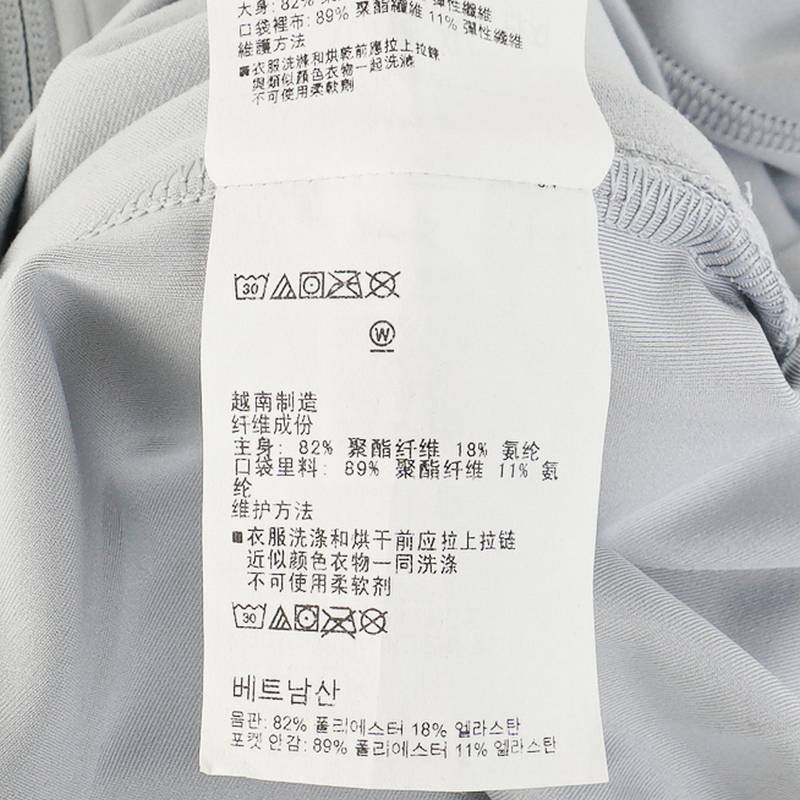 大身: 82%
口袋裡布: 89% 聚酯纖維 11% 彈性纖維
維護方法
衣服洗滌和烘乾前應拉上拉鍊
與類似顏色衣物一起洗滌
不可使用柔軟劑
30
W
越南制造
纤维成份
主身: 82% 聚酯纤维 18% 氨纶
口袋里料: 89% 聚酯纤维 11% 氨
纶
维护方法
衣服洗涤和烘干前应拉上拉链
近似颜色衣物一同洗涤
不可使用柔软剂
30
베트남산
몸판: 82% 폴리에스터 18% 엘라스탄
포켓 안감: 89% 폴리에스터 11% 엘라스탄